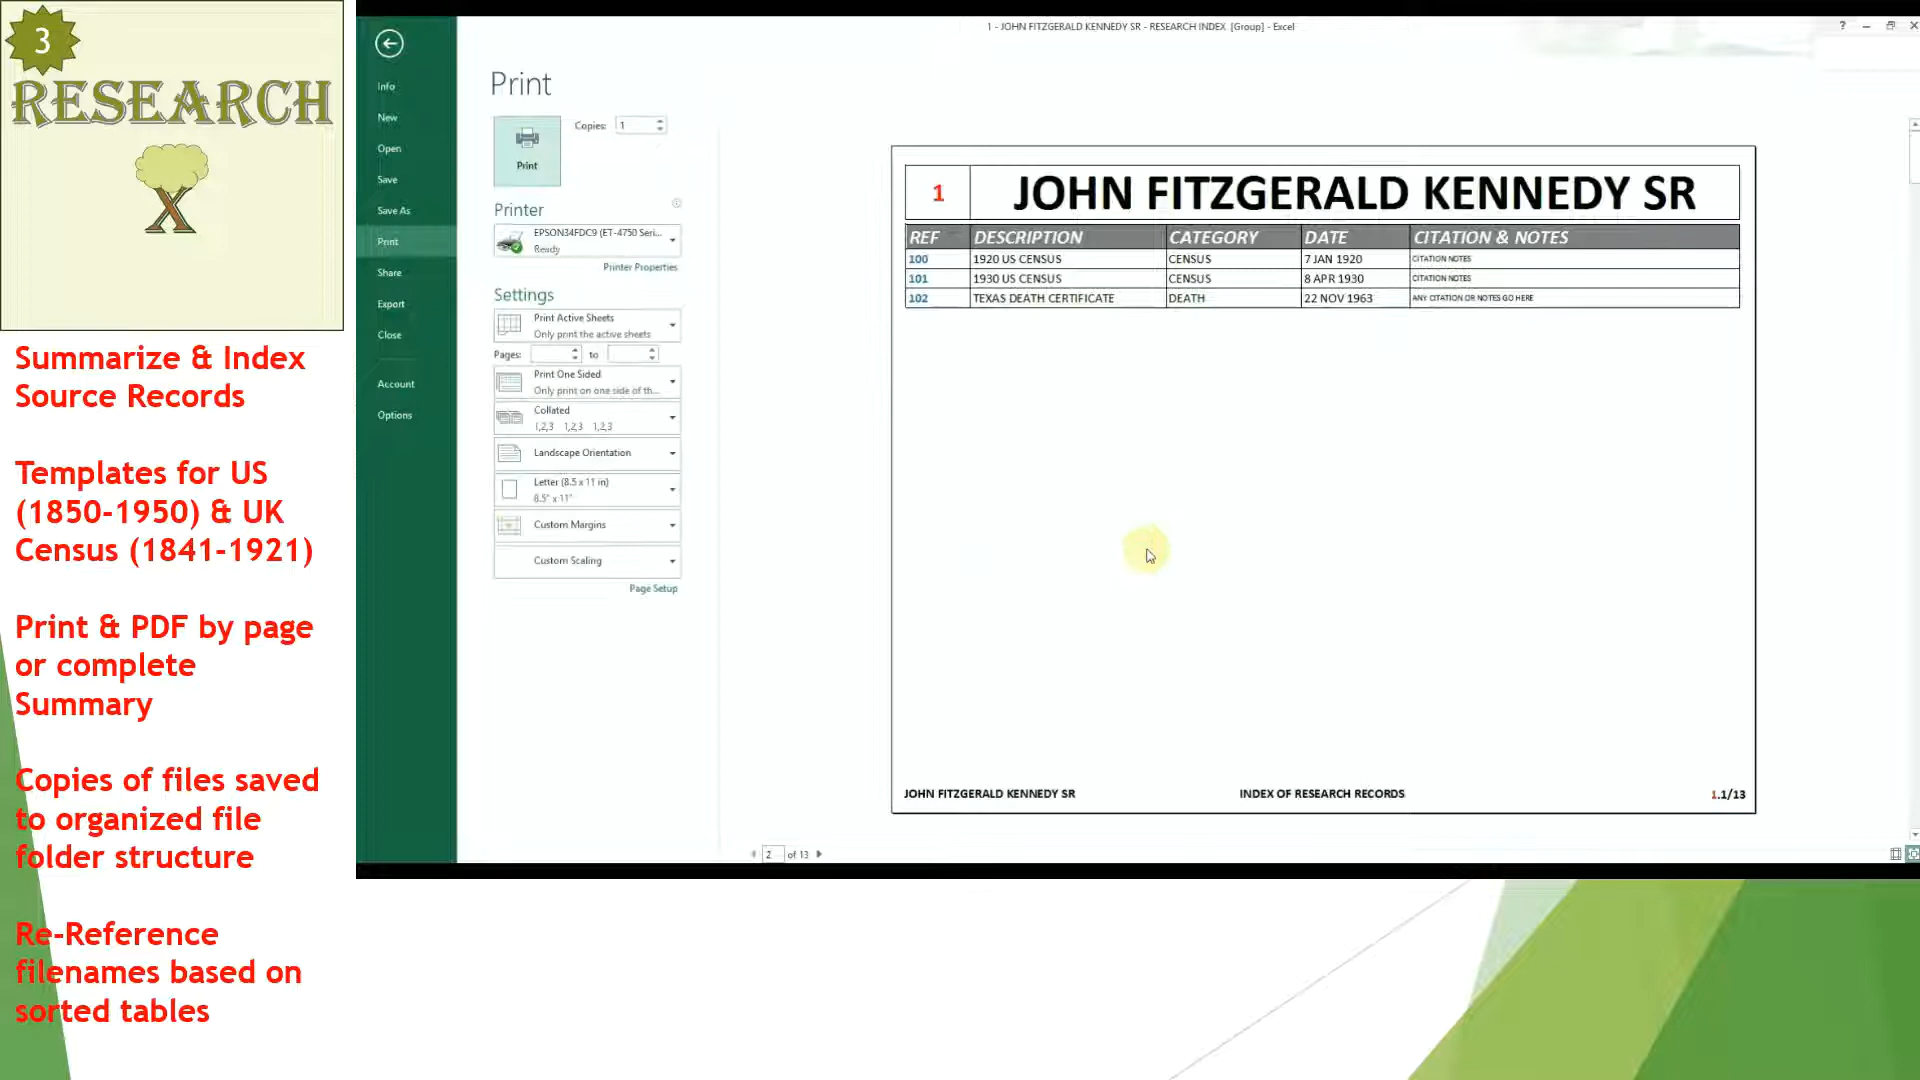 3
RESEARCH
X
Summarize & Index
Source Records
Templates for US
(1850-1950) & UK
Census (1841-1921)
Print & PDF by page
or complete
Summary
Copies of files saved
to organized file
folder structure
Re-Reference
filenames based on
sorted tables
1 - JOHN FITZGERALD KENNEDY SR - RESEARCH INDEX [Group] - Excel
?
Info
New
Open
Save
Save As
Print
Share
Export
Close
Account
Options
Print
Print
Copies: 1
Printer
EPSON34FDC9 (ET-4750 Seri...
Ready
Printer Properties
Settings
Print Active Sheets
Only print the active sheets
Pages: to
Print One Sided
Only print on one side of th...
Collated
1,2,3 1,2,3 1,2,3
Landscape Orientation
Letter (8.5 x 11 in)
8.5" x 11"
Custom Margins
Custom Scaling
Page Setup
1 JOHN FITZGERALD KENNEDY SR
REF DESCRIPTION CATEGORY DATE CITATION & NOTES
100 1920 US CENSUS CENSUS 7 JAN 1920 CITATION NOTES
101 1930 US CENSUS CENSUS 8 APR 1930 CITATION NOTES
102 TEXAS DEATH CERTIFICATE DEATH 22 NOV 1963 ANY CITATION OR NOTES GO HERE
JOHN FITZGERALD KENNEDY SR INDEX OF RESEARCH RECORDS 1.1/13
2 of 13